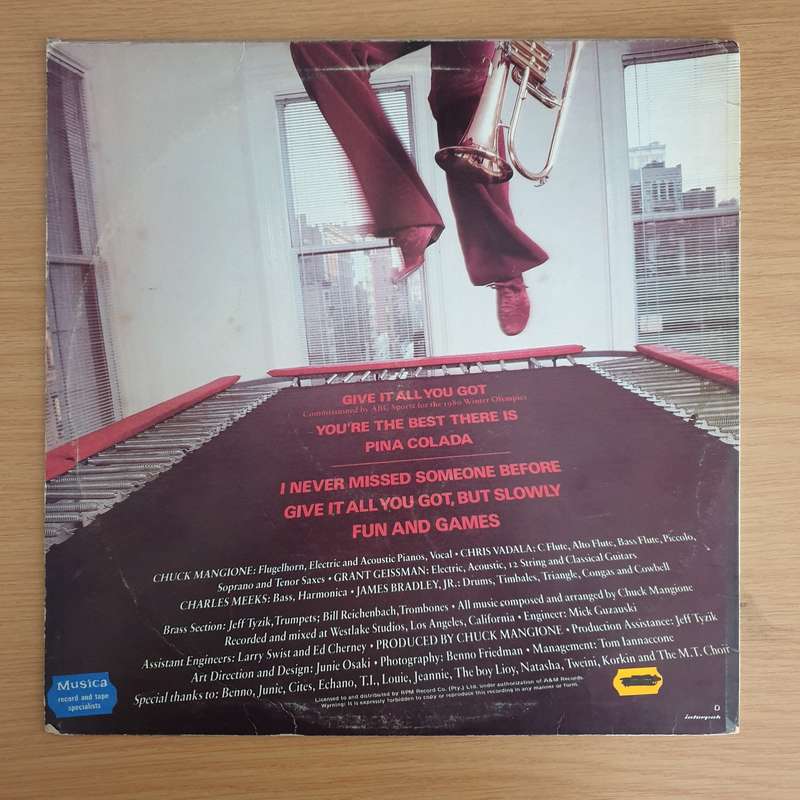 GIVE IT ALL YOU GOT
Commissioned by ABC Sports for the 1980 Winter Olympics
YOU'RE THE BEST THERE IS
PINA COLADA
I NEVER MISSED SOMEONE BEFORE
GIVE IT ALL YOU GOT, BUT SLOWLY
FUN AND GAMES
CHUCK MANGIONE: Flugelhorn, Electric and Acoustic Pianos, Vocal • CHRIS VADALA: C Flute, Alto Flute, Bass Flute, Piccolo,
Soprano and Tenor Saxes • GRANT GEISSMAN: Electric, Acoustic, 12 String and Classical Guitars
CHARLES MEEKS: Bass, Harmonica • JAMES BRADLEY, JR.: Drums, Timbales, Triangle, Congas and Cowbell
Brass Section: Jeff Tyzik, Trumpets; Bill Reichenbach, Trombones • All music composed and arranged by Chuck Mangione
Recorded and mixed at Westlake Studios, Los Angeles, California • Engineer: Mick Guzauski
Assistant Engineers: Larry Swist and Ed Cherney • PRODUCED BY CHUCK MANGIONE • Production Assistance: Jeff Tyzik
Art Direction and Design: Junie Osaki • Photography: Benno Friedman • Management: Tom Iannaccone
Special thanks to: Benno, Junie, Cites, Echano, T.I., Louie, Jeannie, The boy Lioy, Natasha, Tweini, Korkin and The M.T. Choir
Licensed to and distributed by RPM Record Co. (Pty.) Ltd. under authorization of A&M Records.
Warning: It is expressly forbidden to copy or reproduce this recording in any manner or form.
Musica
record and tape
specialists
interpak